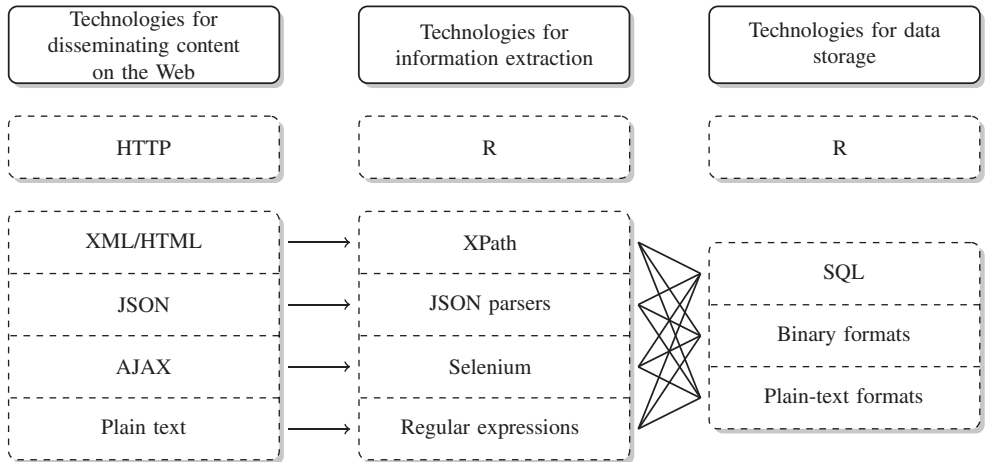 Technologies for
disseminating content
on the Web
Technologies for
information extraction
Technologies for data
storage
HTTP
R
R
XML/HTML
XPath
SQL
JSON
JSON parsers
Binary formats
AJAX
Selenium
Plain-text formats
Plain text
Regular expressions